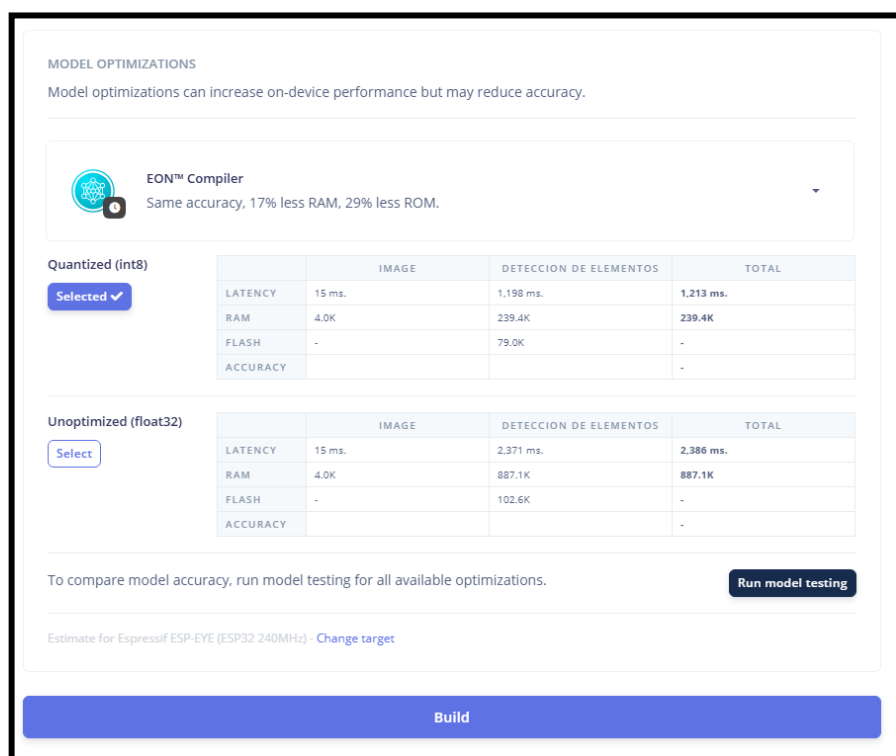 MODEL OPTIMIZATIONS
Model optimizations can increase on-device performance but may reduce accuracy.
EON™ Compiler
Same accuracy, 17% less RAM, 29% less ROM.
Quantized (int8)
Selected ✔
IMAGE DETECCION DE ELEMENTOS TOTAL
LATENCY 15 ms. 1,198 ms. 1,213 ms.
RAM 4.0K 239.4K 239.4K
FLASH - 79.0K -
ACCURACY -
Unoptimized (float32)
Select
IMAGE DETECCION DE ELEMENTOS TOTAL
LATENCY 15 ms. 2,371 ms. 2,386 ms.
RAM 4.0K 887.1K 887.1K
FLASH - 102.6K -
ACCURACY -
To compare model accuracy, run model testing for all available optimizations.
Run model testing
Estimate for Espressif ESP-EYE (ESP32 240MHz) - Change target
Build